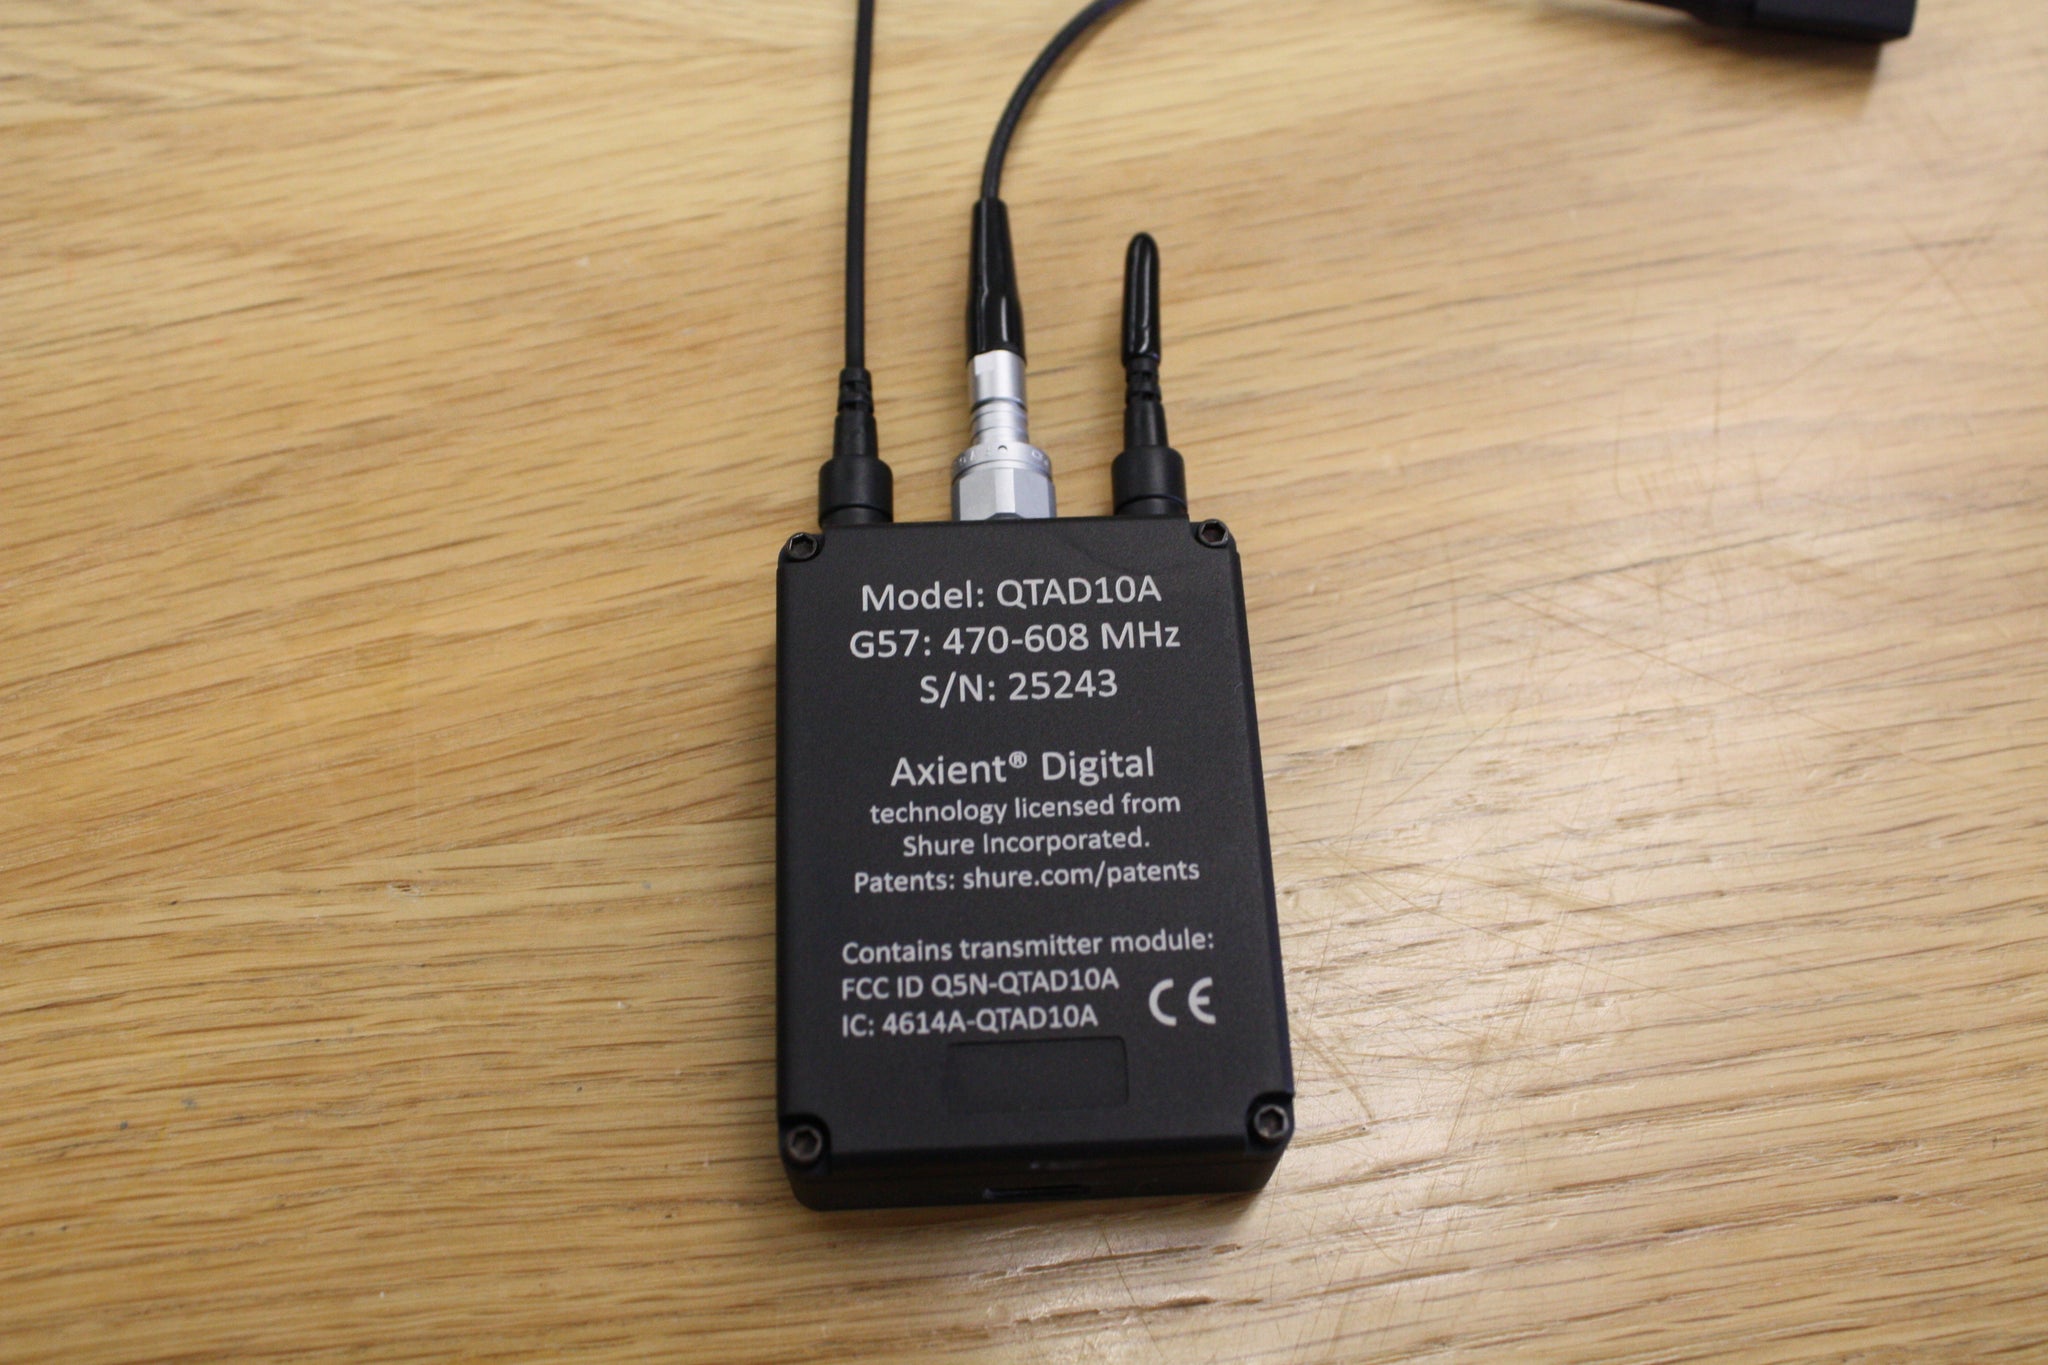 Model: QTAD10A
G57: 470-608 MHz
S/N: 25243
Axient® Digital
technology licensed from
Shure Incorporated.
Patents: shure.com/patents
Contains transmitter module:
FCC ID Q5N-QTAD10A
IC: 4614A-QTAD10A
CE